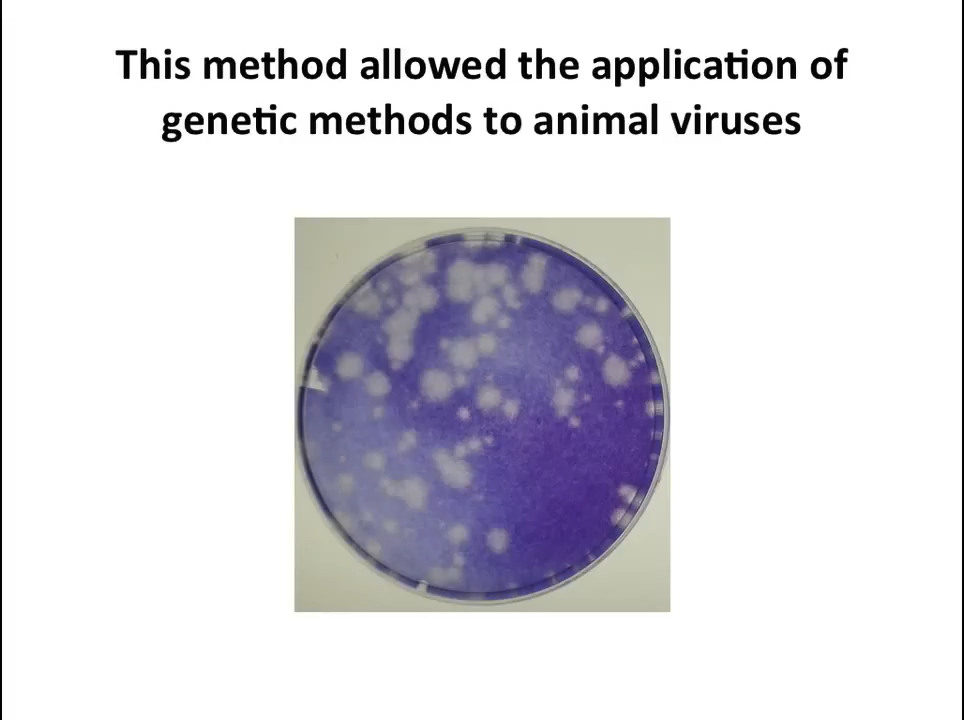 This method allowed the application of
genetic methods to animal viruses